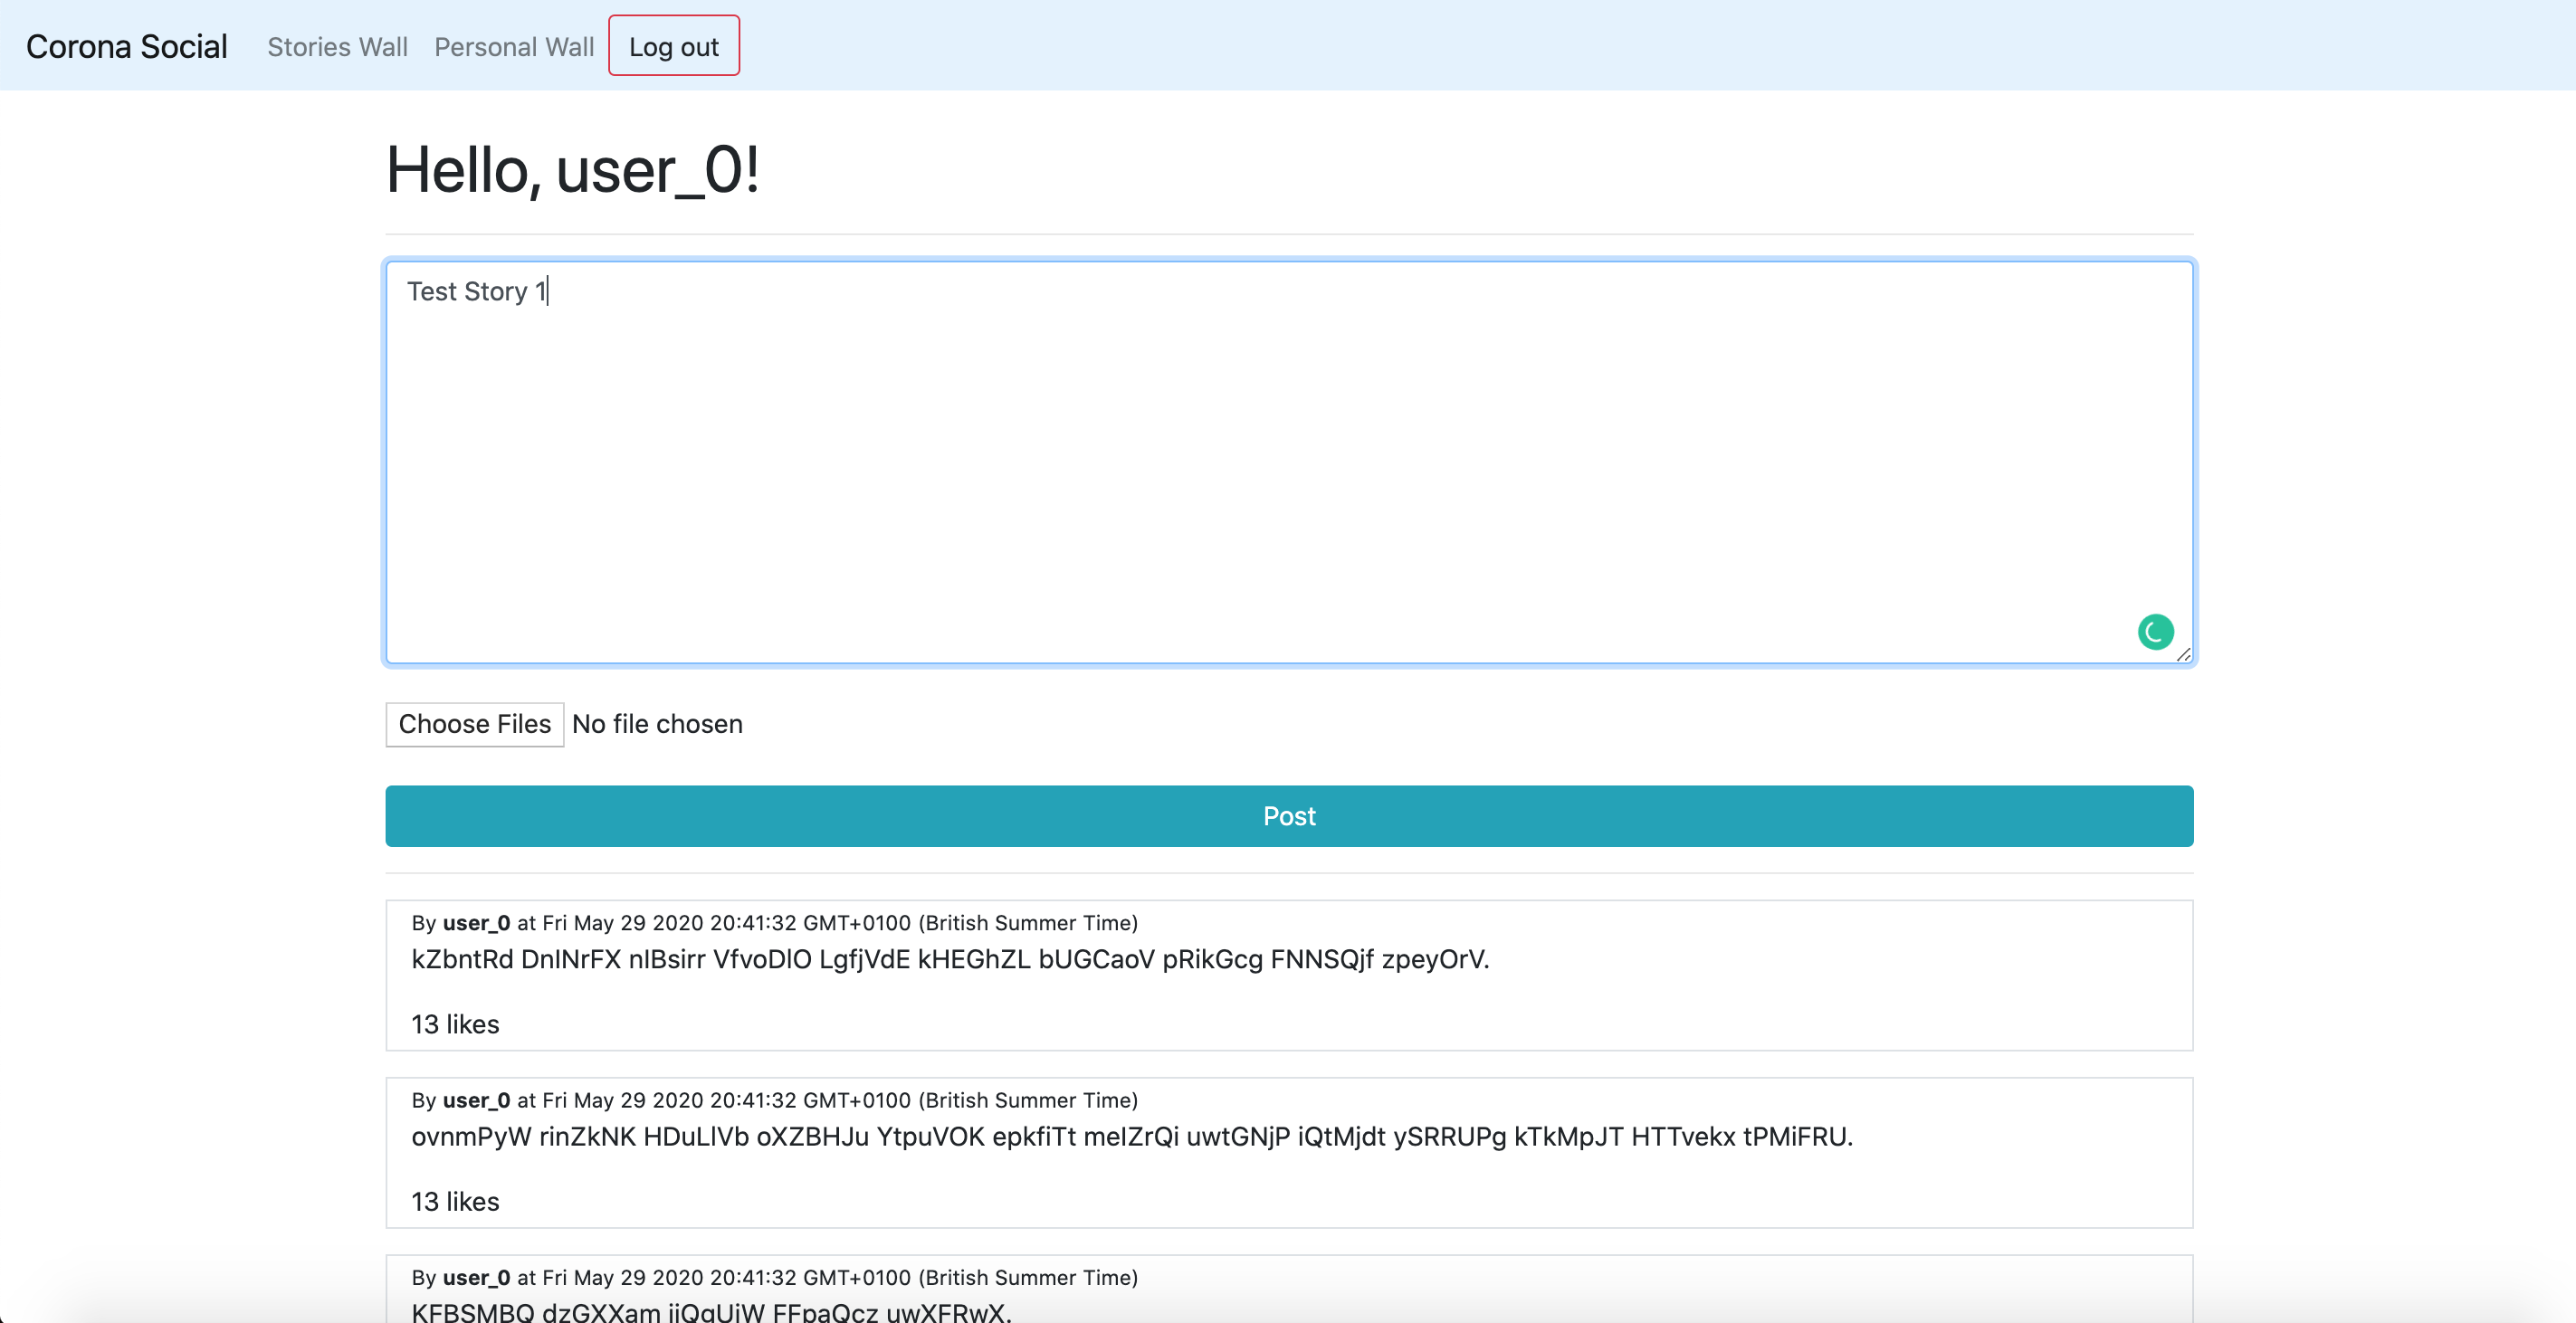 Corona Social Stories Wall Personal Wall Log out
Hello, user_0!
Test Story 1
Choose Files No file chosen
Post
By user_0 at Fri May 29 2020 20:41:32 GMT+0100 (British Summer Time)
kZbntRd DnINrFX nIBsirr VfvoDlO LgfjVdE kHEGhZL bUGCaoV pRikGcg FNNSQjf zpeyOrV.
13 likes
By user_0 at Fri May 29 2020 20:41:32 GMT+0100 (British Summer Time)
ovnmPyW rinZkNK HDuLlVb oXZBHJu YtpuVOK epkfiTt meIZrQi uwtGNjP iQtMjdt ySRRUPg kTkMpJT HTTvekx tPMiFRU.
13 likes
By user_0 at Fri May 29 2020 20:41:32 GMT+0100 (British Summer Time)
KFBSMBQ dzGXXam FFpaQcz uwXFRwX.